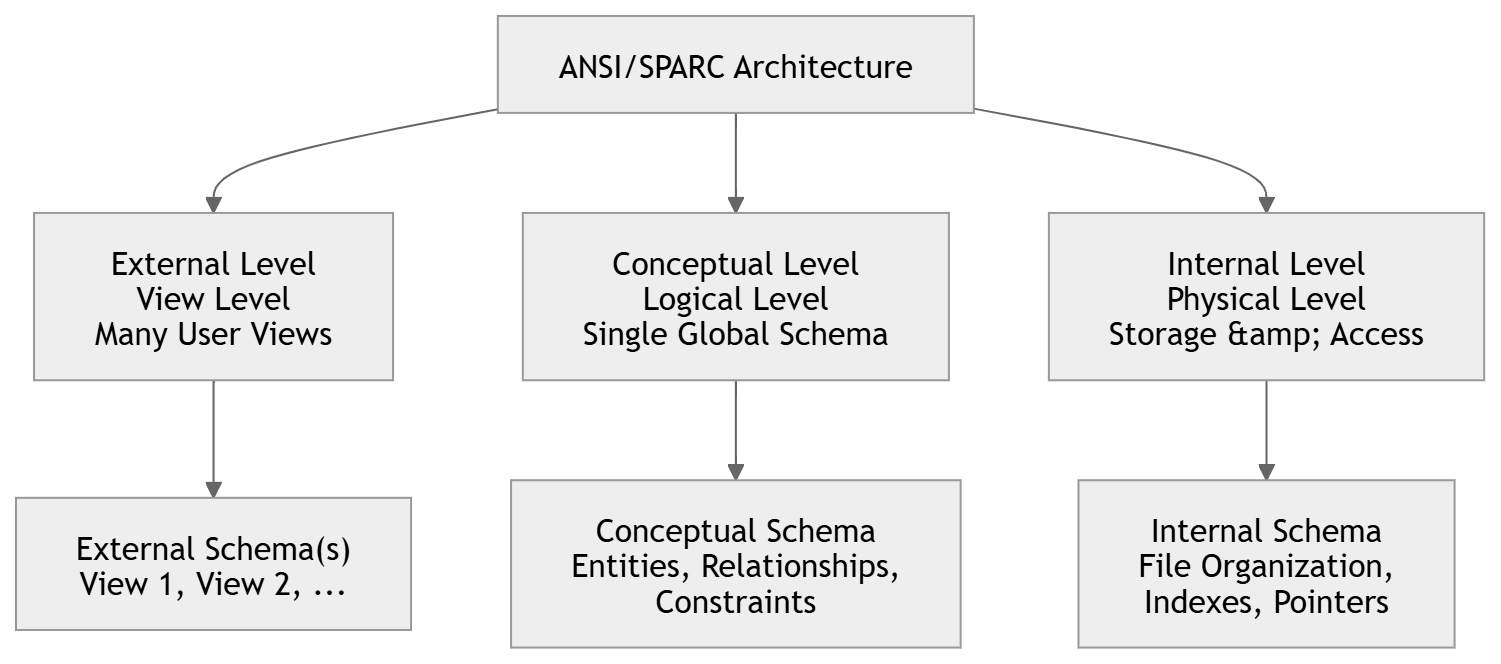 ANSI/SPARC Architecture
External Level
View Level
Many User Views
Conceptual Level
Logical Level
Single Global Schema
Internal Level
Physical Level
Storage &amp; Access
External Schema(s)
View 1, View 2, ...
Conceptual Schema
Entities, Relationships,
Constraints
Internal Schema
File Organization,
Indexes, Pointers